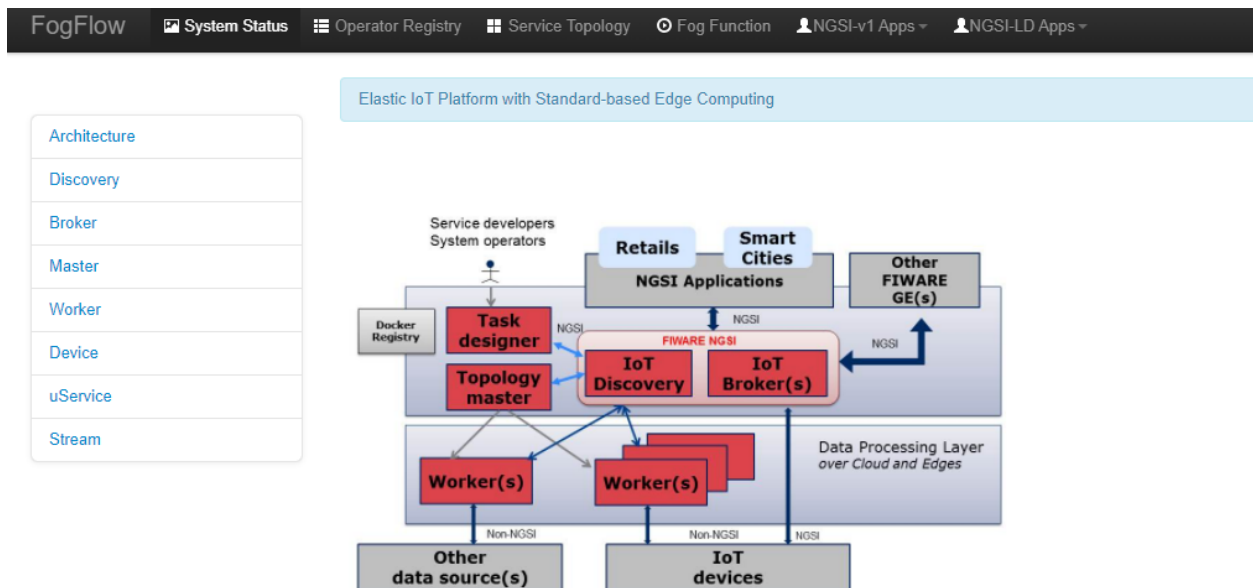 FogFlow System Status Operator Registry Service Topology Fog Function NGSI-v1 Apps NGSI-LD Apps
Elastic IoT Platform with Standard-based Edge Computing
Architecture
Discovery
Broker
Master
Worker
Device
uService
Stream
Service developers
System operators
Retails
Smart
Cities
NGSI Applications
Other
FIWARE
GE(s)
Docker
Registry
Task
designer
NGSI
NGSI
NGSI
FIWARE NGSI
IoT
Discovery
IoT
Broker(s)
Topology
master
Data Processing Layer
over Cloud and Edges
Worker(s)
Worker(s)
Non-NGSI
Non-NGSI
NGSI
Other
data source(s)
IoT
devices